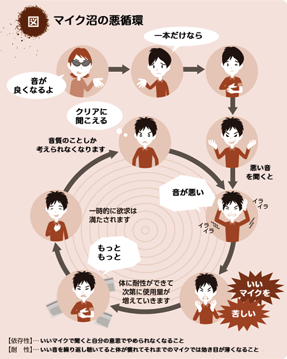 図 マイク沼の悪循環
音が
良くなるよ
一本だけなら
クリアに
聞こえる
音質のことしか
考えられなくなります
悪い音
を聞くと
音が悪い
イラ
イラ
イラ
イラ
一時的に欲求は
満たされます
もっと
もっと
体に耐性ができて
次第に使用量が
増えていきます
いい
マイクを
苦しい
【依存性】― いいマイクで聞くと自分の意思でやめられなくなること
【耐 性】― いい音を繰り返し聴いてると体が慣れてそれまでのマイクでは効き目が薄くなること